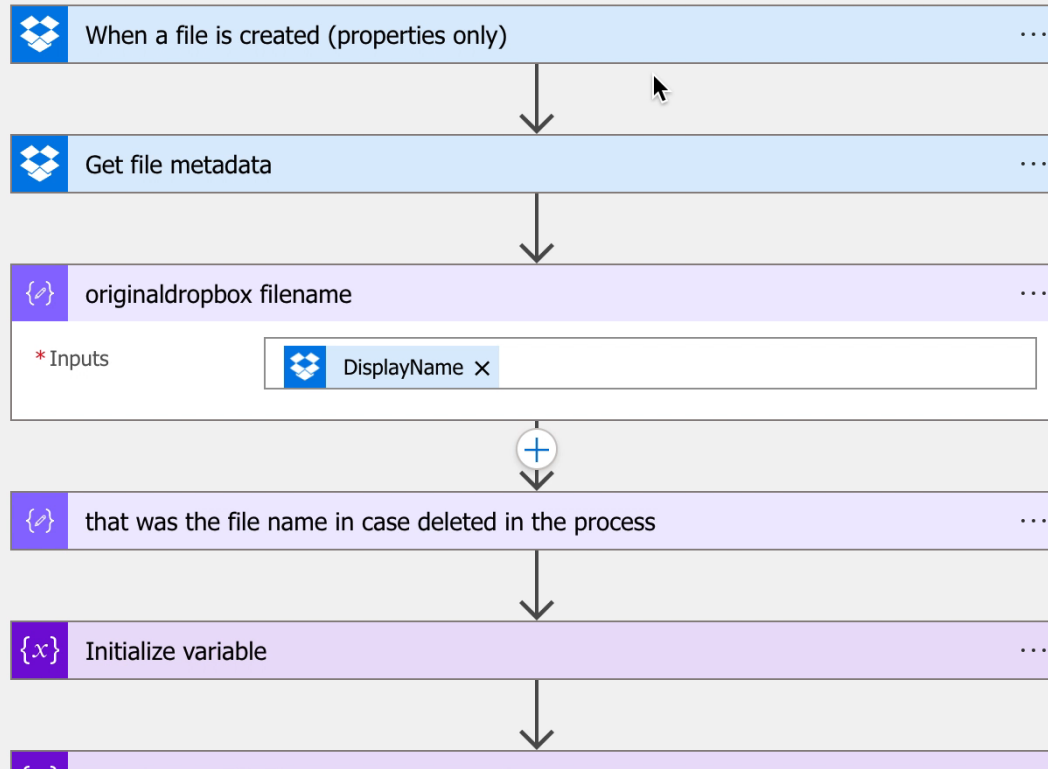 When a file is created (properties only)
Get file metadata
originaldropbox filename
* Inputs
DisplayName
that was the file name in case deleted in the process
{x} Initialize variable